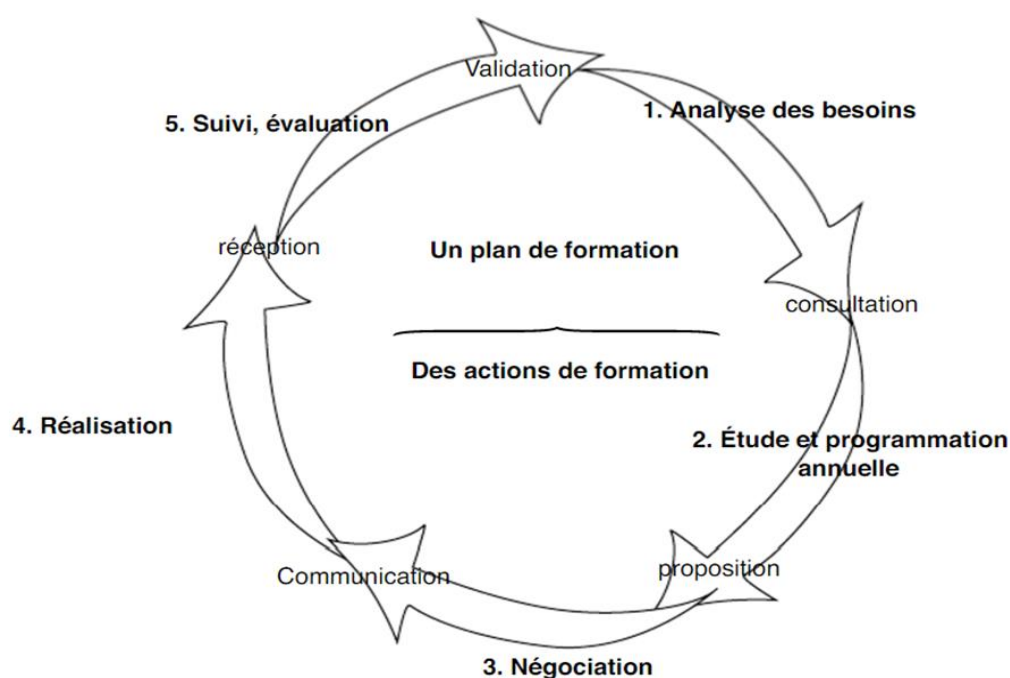 Validation
1. Analyse des besoins
5. Suivi, évaluation
réception
Un plan de formation
consultation
Des actions de formation
4. Réalisation
2. Étude et programmation
annuelle
proposition
Communication
3. Négociation